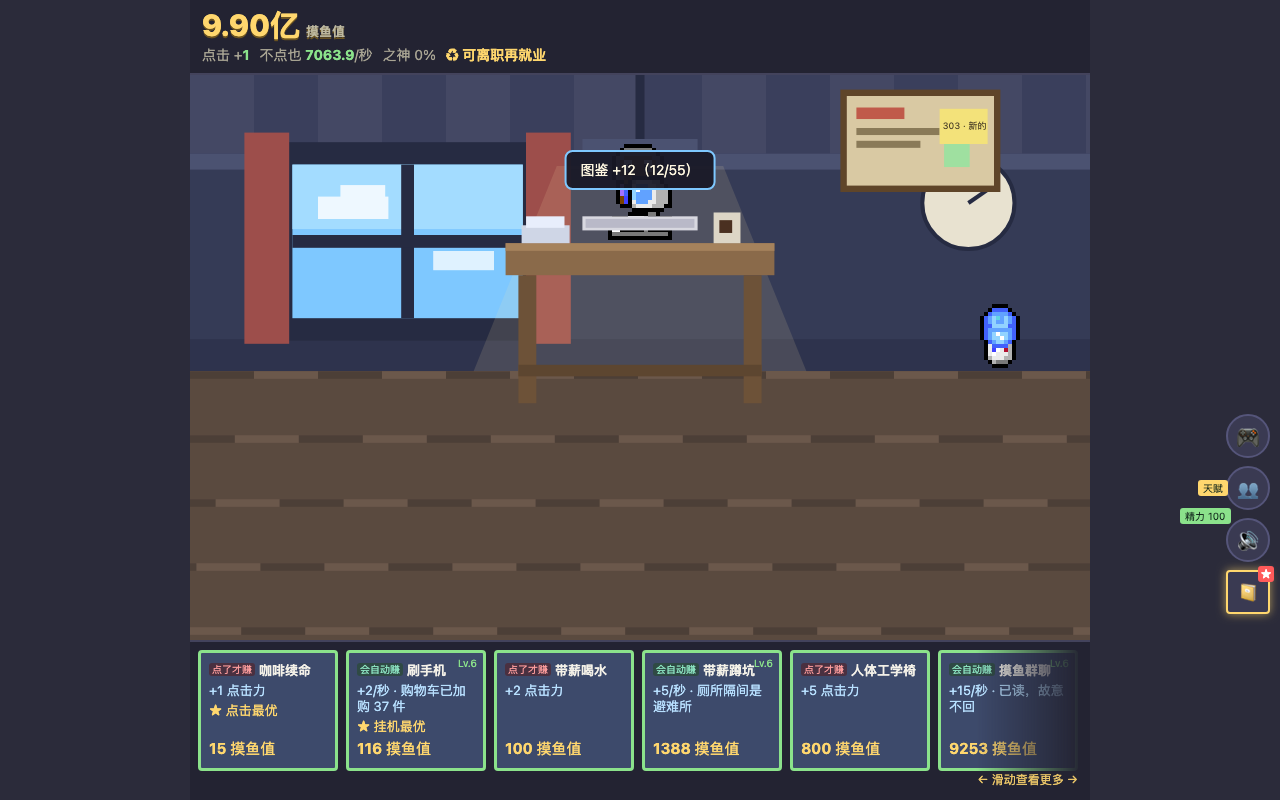 9.90亿 摸鱼值
点击 +1 不点也 7063.9/秒 之神 0% ♻ 可离职再就业
图鉴 +12（12/55）
303 · 新的
天赋
精力 100
点了才赚 咖啡续命
+1 点击力
★ 点击最优
15 摸鱼值
会自动赚 刷手机 Lv.6
+2/秒 · 购物车已加
购 37 件
★ 挂机最优
116 摸鱼值
点了才赚 带薪喝水
+2 点击力
100 摸鱼值
会自动赚 带薪蹲坑 Lv.6
+5/秒 · 厕所隔间是
避难所
1388 摸鱼值
点了才赚 人体工学椅
+5 点击力
800 摸鱼值
会自动赚 摸鱼群聊 Lv.6
+15/秒 · 已读，故意
不回
9253 摸鱼值
← 滑动查看更多 →